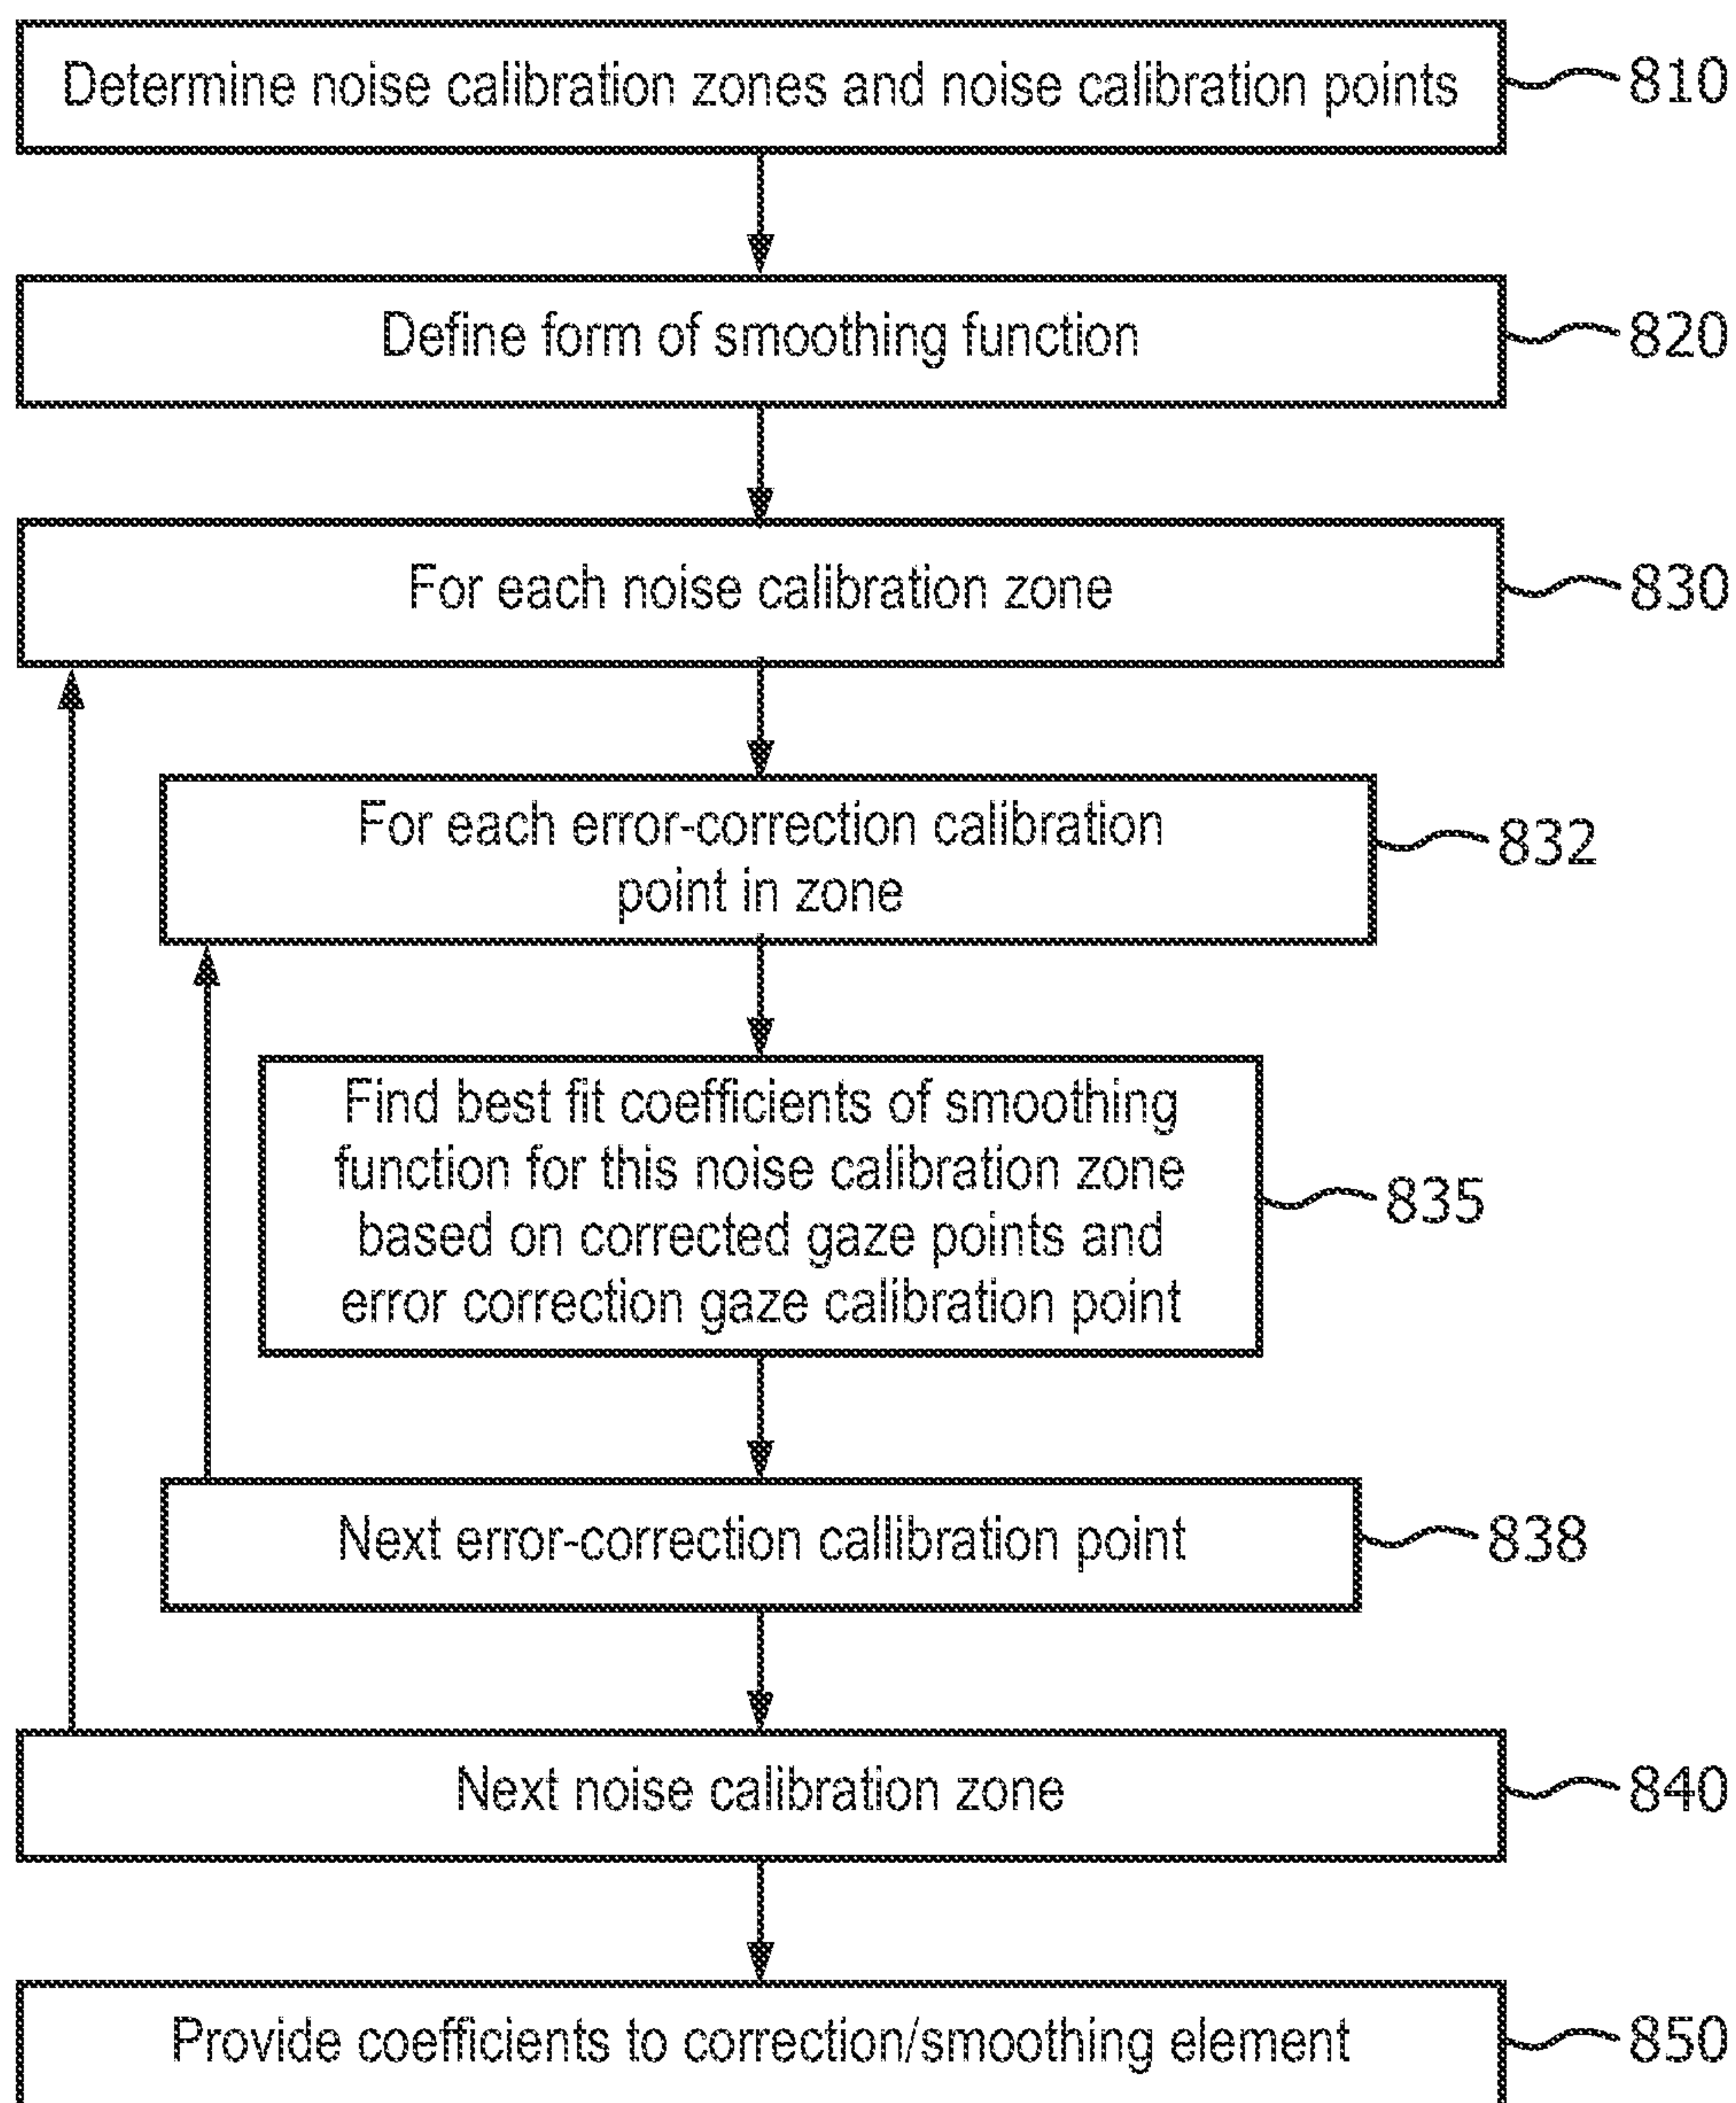 Determine noise calibration zones and noise calibration points
810
Define form of smoothing function
820
For each noise calibration zone
830
For each error-correction calibration
point in zone
832
Find best fit coefficients of smoothing
function for this noise calibration zone
based on corrected gaze points and
error correction gaze calibration point
835
Next error-correction callibration point
838
Next noise calibration zone
840
Provide coefficients to correction/smoothing element
850